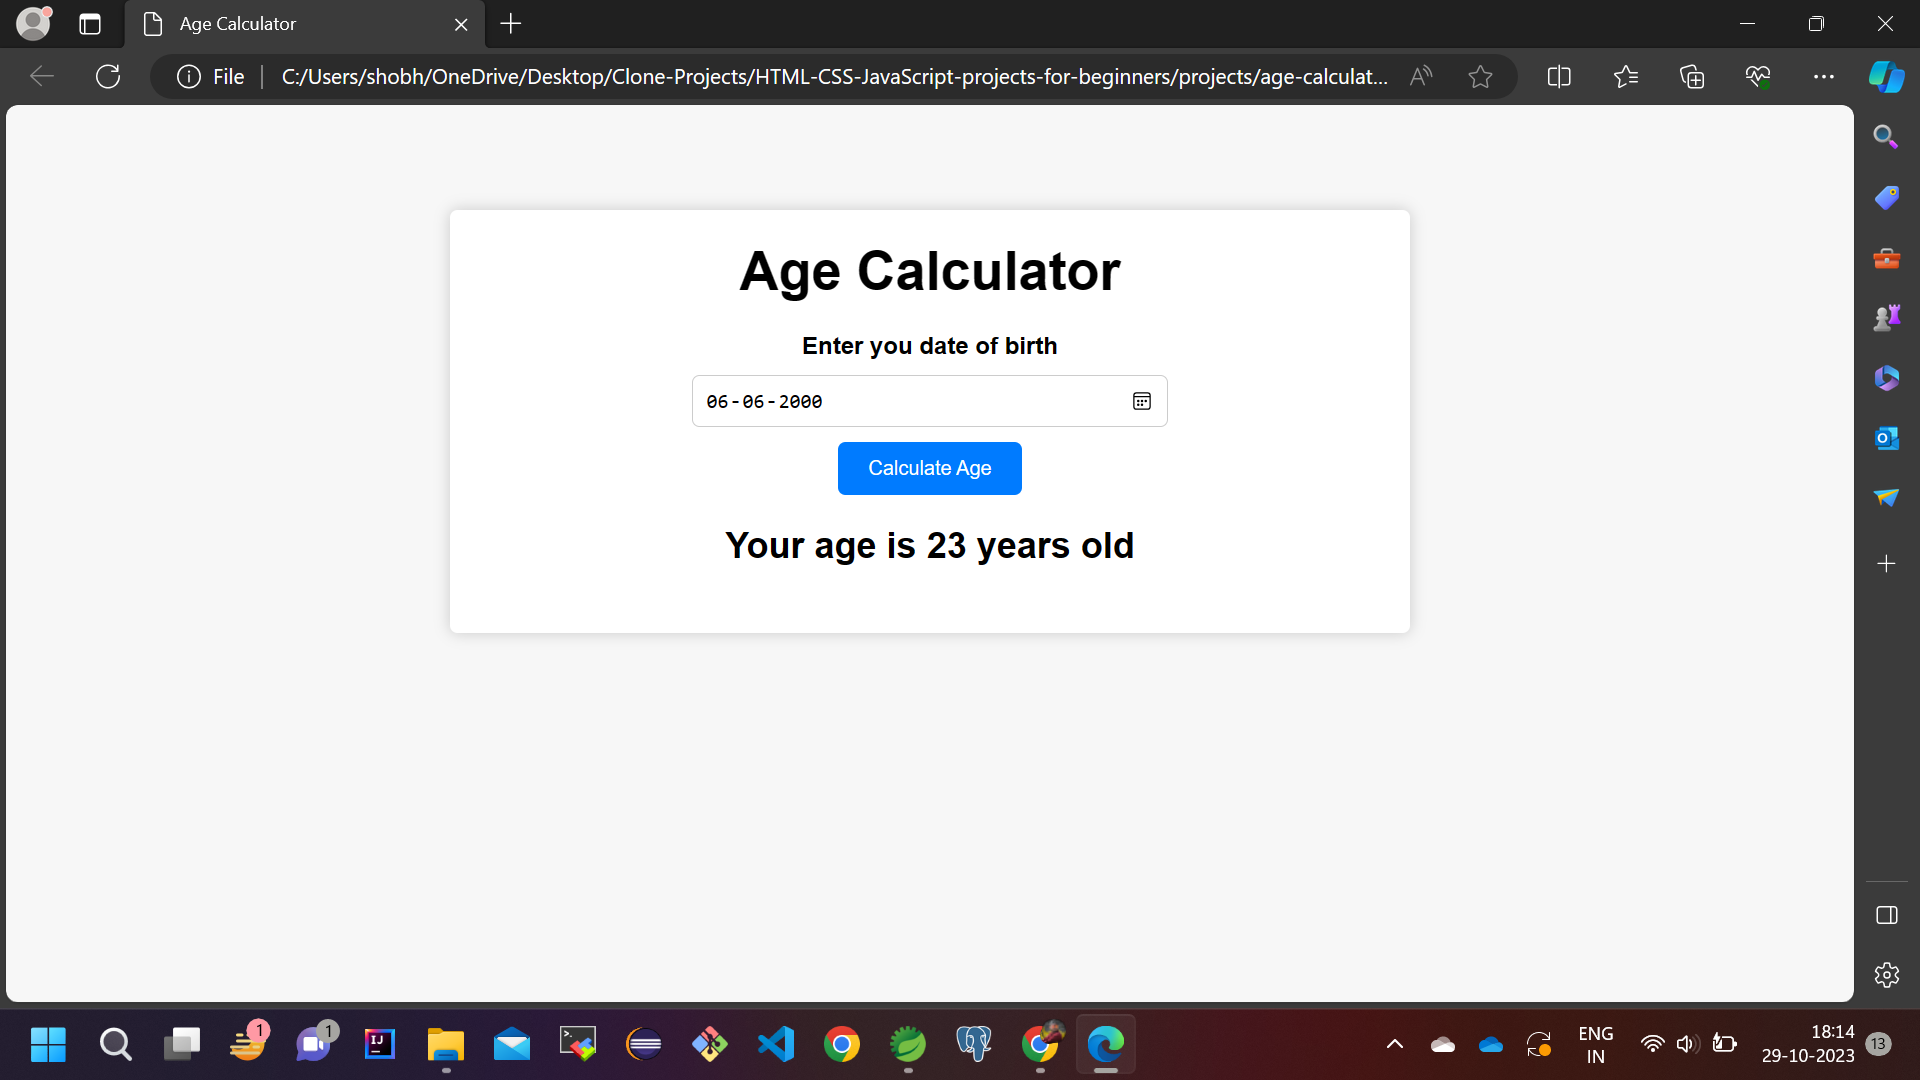 Age Calculator
File
C:/Users/shobh/OneDrive/Desktop/Clone-Projects/HTML-CSS-JavaScript-projects-for-beginners/projects/age-calculat...
Age Calculator
Enter you date of birth
06-06-2000
Calculate Age
Your age is 23 years old
1
1
IJ
ENG
IN
18:14
29-10-2023
13